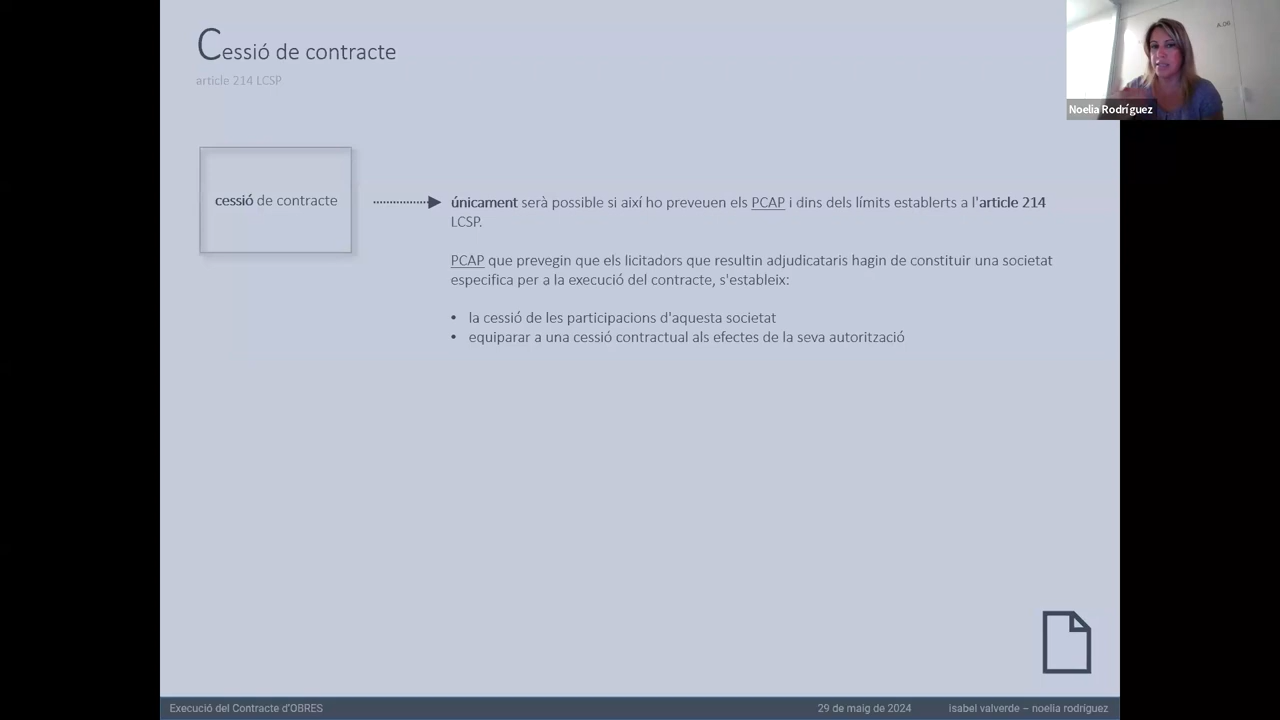 Cessió de contracte
article 214 LCSP
A.06
Noelia Rodríguez
cessió de contracte
únicament serà possible si així ho preveuen els PCAP i dins dels límits establerts a l'article 214
LCSP.
PCAP que prevegin que els licitadors que resultin adjudicataris hagin de constituir una societat
especifica per a la execució del contracte, s'estableix:
• la cessió de les participacions d'aquesta societat
• equiparar a una cessió contractual als efectes de la seva autorització
Execució del Contracte d'OBRES
29 de maig de 2024
isabel valverde – noelia rodríguez